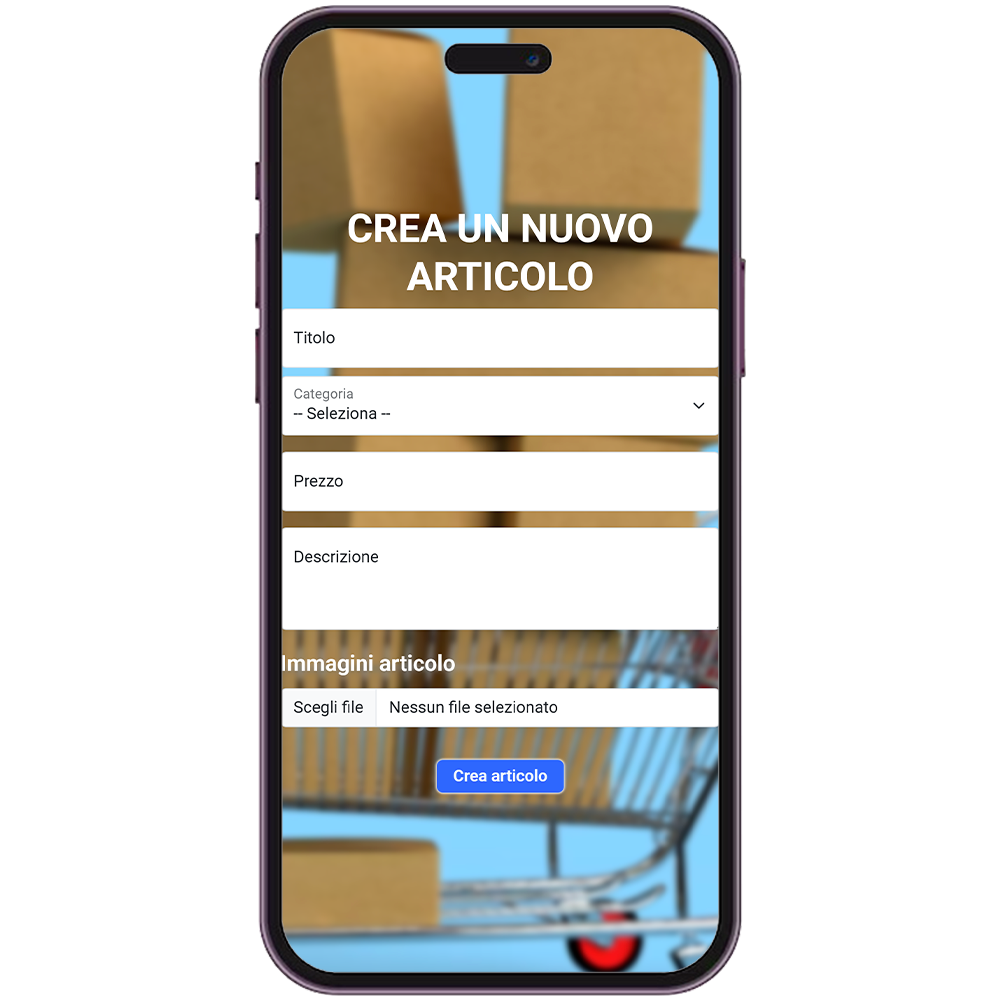 CREA UN NUOVO
ARTICOLO
Titolo
Categoria
-- Seleziona --
Prezzo
Descrizione
Immagini articolo
Scegli file Nessun file selezionato
Crea articolo